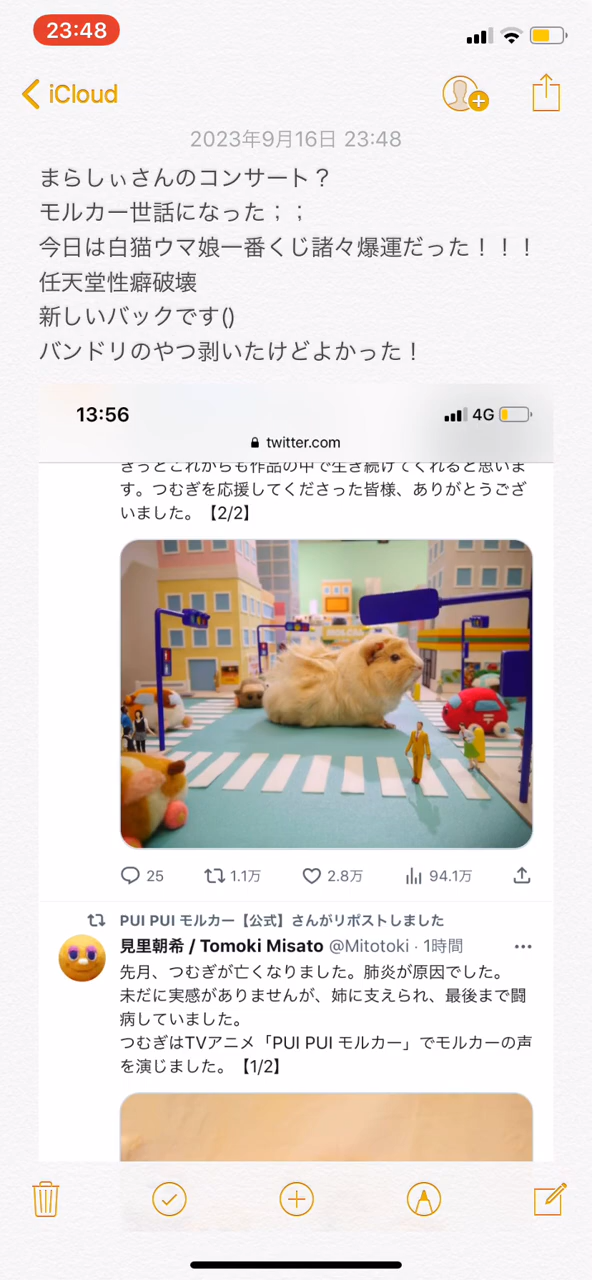 23:48
iCloud
2023年9月16日 23:48
まらしぃさんのコンサート？
モルカー世話になった；；
今日は白猫ウマ娘一番くじ諸々爆運だった！！！
任天堂性癖破壊
新しいバックです()
バンドリのやつ剥いたけどよかった！
13:56
4G
twitter.com
きっとこれからも作品の中で生き続けてくれると思いま
す。つむぎを応援してくださった皆様、ありがとうござ
いました。【2/2】
25 1.1万 2.8万 94.1万
PUI PUI モルカー【公式】さんがリポストしました
見里朝希 / Tomoki Misato @Mitotoki · 1時間
先月、つむぎが亡くなりました。肺炎が原因でした。
未だに実感がありませんが、姉に支えられ、最後まで闘
病していました。
つむぎはTVアニメ「PUI PUI モルカー」でモルカーの声
を演じました。【1/2】